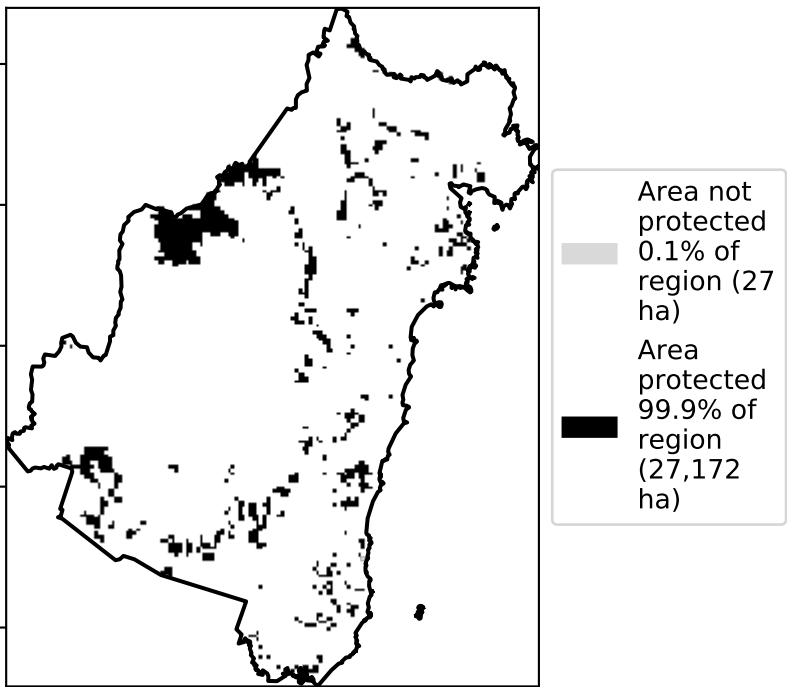 Area not
protected
0.1% of
region (27
ha)
Area
protected
99.9% of
region
(27,172
ha)